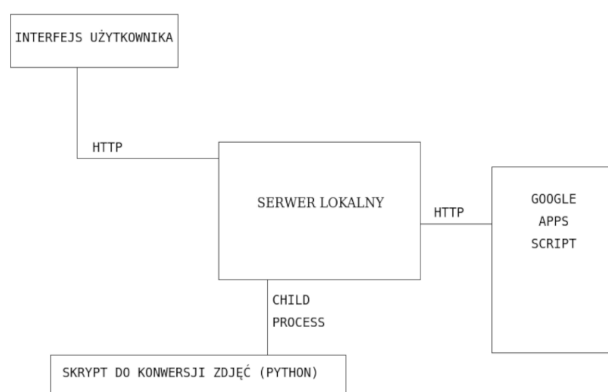 INTERFEJS UŻYTKOWNIKA
HTTP
SERWER LOKALNY
HTTP
GOOGLE
APPS
SCRIPT
CHILD
PROCESS
SKRYPT DO KONWERSJI ZDJĘĆ (PYTHON)